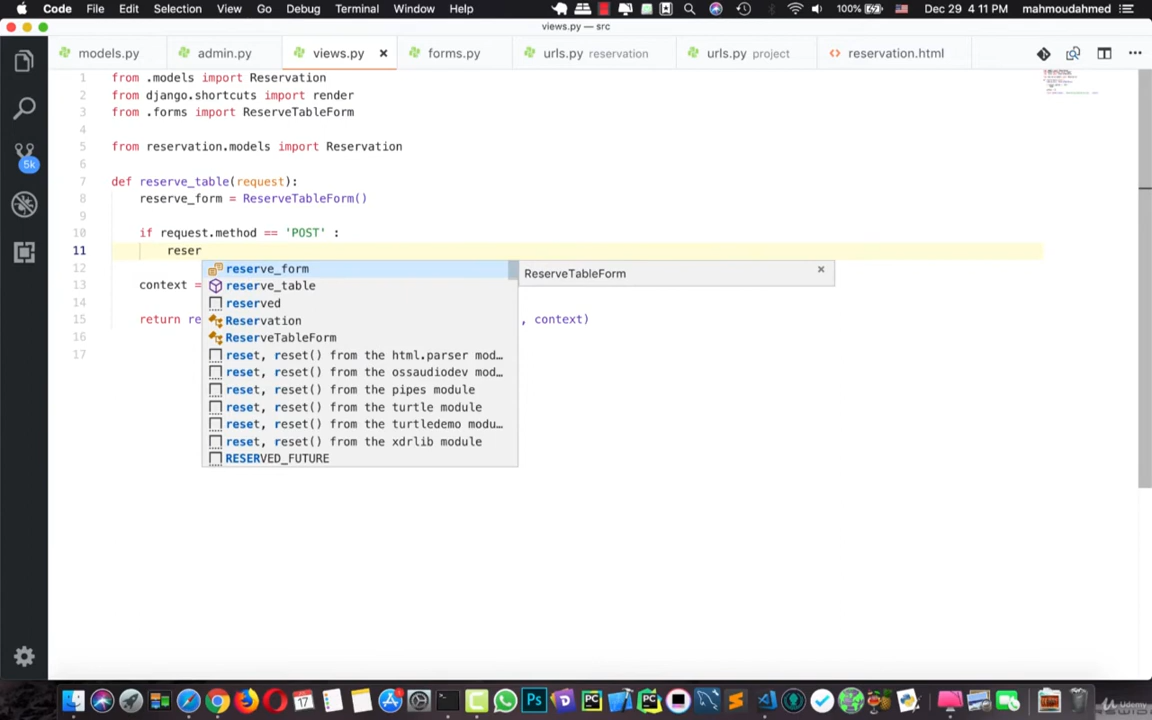 Code File Edit Selection View Go Debug Terminal Window Help 100% Dec 29 4:11 PM mahmoudahmed
views.py — src
models.py admin.py views.py × forms.py urls.py reservation urls.py project <> reservation.html
1 from .models import Reservation
2 from django.shortcuts import render
3 from .forms import ReserveTableForm
4
5 from reservation.models import Reservation
6
7 def reserve_table(request):
8 reserve_form = ReserveTableForm()
9
10 if request.method == 'POST' :
11 reser
12 reserve_form ReserveTableForm ×
reserve_table
13 context =
reserved
14
Reservation
15 return re , context)
16
ReserveTableForm
17
reset, reset() from the html.parser mod…
reset, reset() from the ossaudiodev mod…
reset, reset() from the pipes module
reset, reset() from the turtle module
reset, reset() from the turtledemo modu…
reset, reset() from the xdrlib module
RESERVED_FUTURE
5k
17
Ps
PC
PC
Udemy